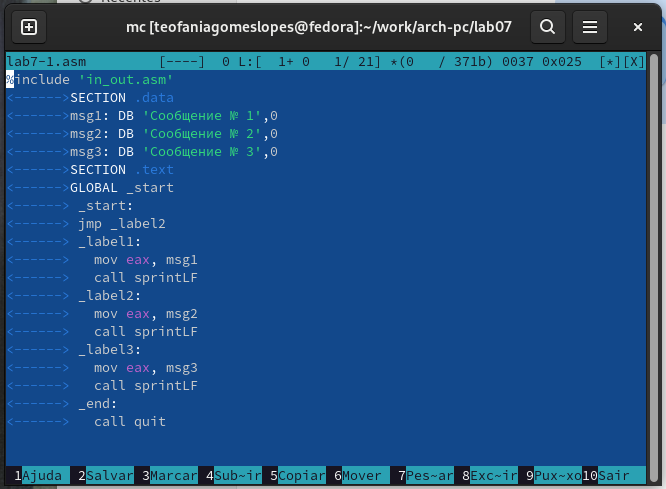 Recentes
mc [teofaniagomeslopes@fedora]:~/work/arch-pc/lab07
lab7-1.asm [----] 0 L:[ 1+ 0 1/ 21] *(0 / 371b) 0037 0x025 [*][X]
%include 'in_out.asm'
<------>SECTION .data
<------>msg1: DB 'Сообщение № 1',0
<------>msg2: DB 'Сообщение № 2',0
<------>msg3: DB 'Сообщение № 3',0
<------>SECTION .text
<------>GLOBAL _start
<------> _start:
<------> jmp _label2
<------> _label1:
<------>   mov eax, msg1
<------>   call sprintLF
<------> _label2:
<------>   mov eax, msg2
<------>   call sprintLF
<------> _label3:
<------>   mov eax, msg3
<------>   call sprintLF
<------> _end:
<------>   call quit
1Ajuda 2Salvar 3Marcar 4Sub~ir 5Copiar 6Mover 7Pes~ar 8Exc~ir 9Pux~xo 10Sair